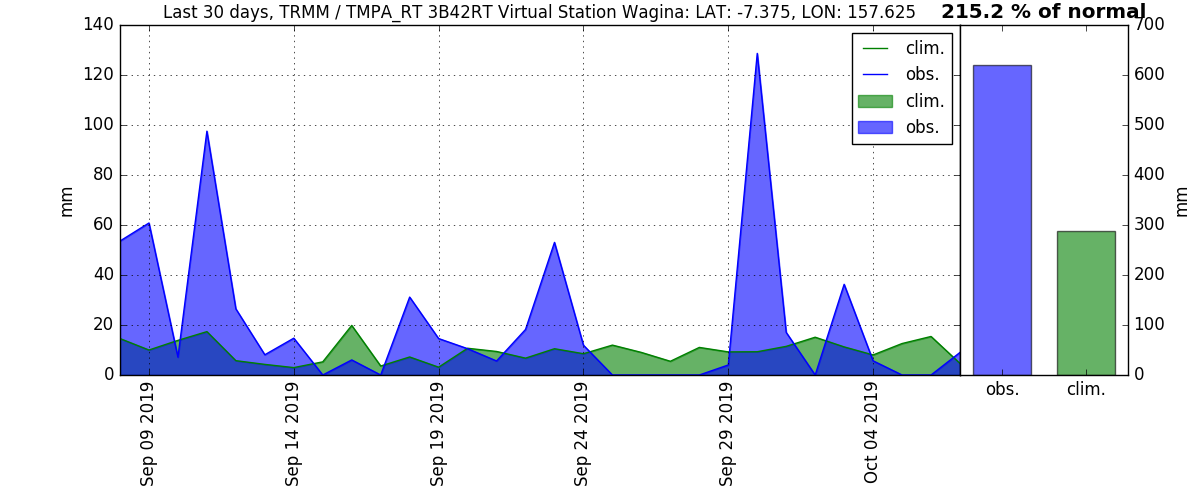 Last 30 days, TRMM / TMPA_RT 3B42RT Virtual Station Wagina: LAT: -7.375, LON: 157.625
215.2 % of normal
140
120
100
80
60
40
20
0
mm
Sep 09 2019
Sep 14 2019
Sep 19 2019
Sep 24 2019
Sep 29 2019
Oct 04 2019
clim.
obs.
clim.
obs.
700
600
500
400
300
200
100
0
mm
obs.
clim.